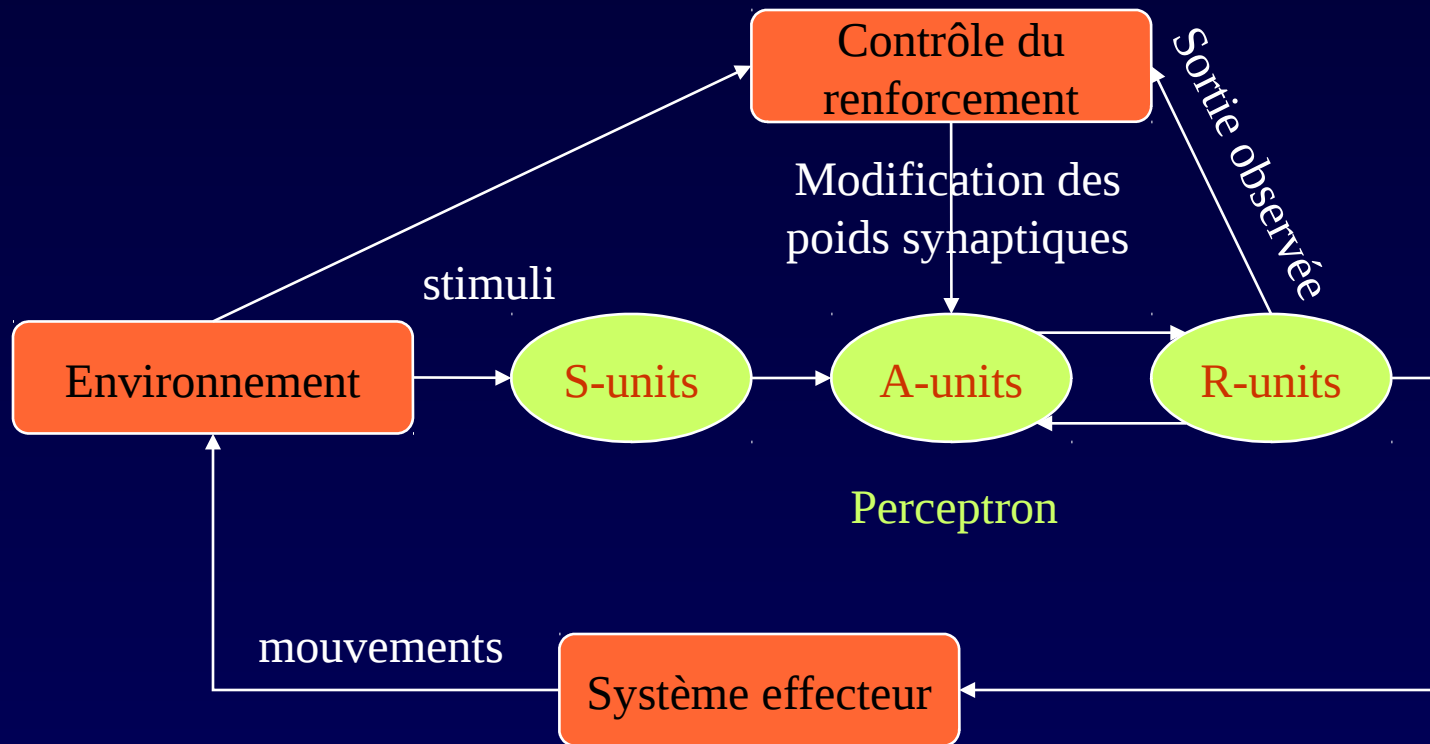 Contrôle du
renforcement
Sortie observée
Modification des
poids synaptiques
stimuli
Environnement
S-units
A-units
R-units
Perceptron
mouvements
Système effecteur